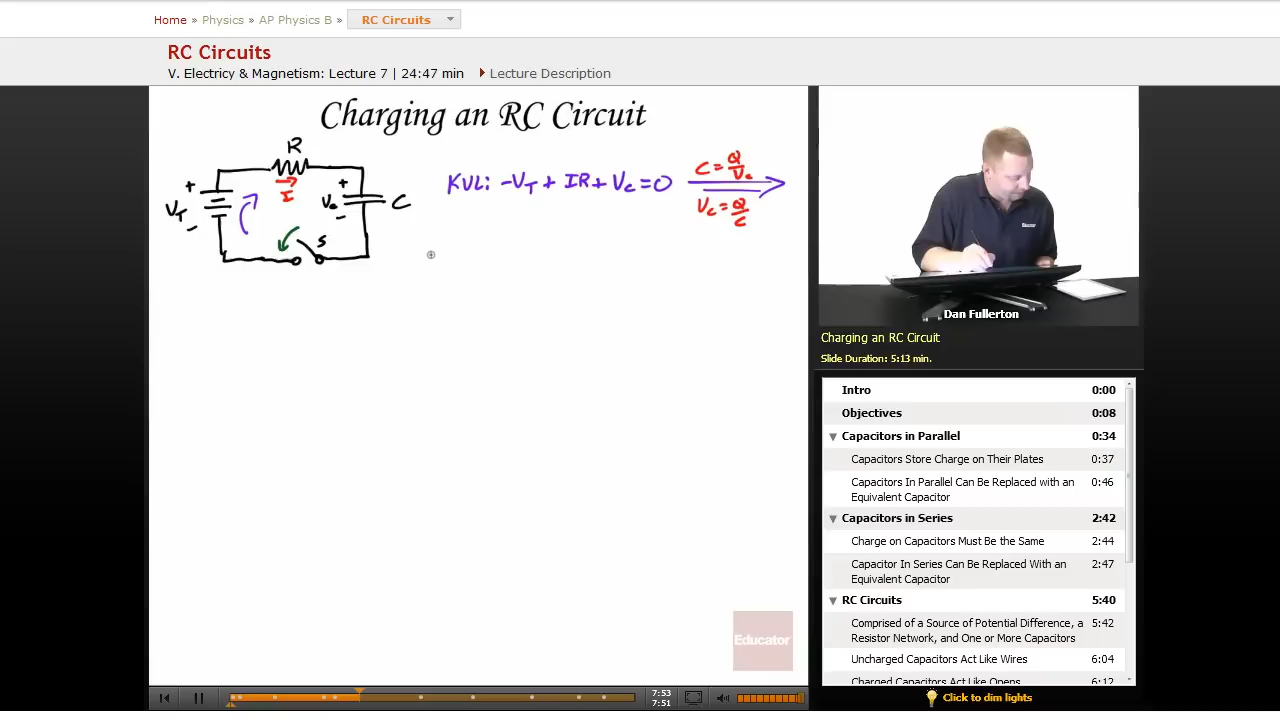 Home » Physics » AP Physics B » RC Circuits
RC Circuits
V. Electricy & Magnetism: Lecture 7 | 24:47 min Lecture Description
Charging an RC Circuit
R
+
I
V_T
-
+
V_c
-
C
S
KVL: -V_T + IR + V_C = 0
C = Q/V_c
V_C = Q/C
Educator
Dan Fullerton
Charging an RC Circuit
Slide Duration: 5:13 min.
Intro 0:00
Objectives 0:08
Capacitors in Parallel 0:34
Capacitors Store Charge on Their Plates 0:37
Capacitors In Parallel Can Be Replaced with an 0:46
Equivalent Capacitor
Capacitors in Series 2:42
Charge on Capacitors Must Be the Same 2:44
Capacitor In Series Can Be Replaced With an 2:47
Equivalent Capacitor
RC Circuits 5:40
Comprised of a Source of Potential Difference, a 5:42
Resistor Network, and One or More Capacitors
Uncharged Capacitors Act Like Wires 6:04
Charged Capacitors Act Like Opens 6:12
7:53
7:51
Click to dim lights